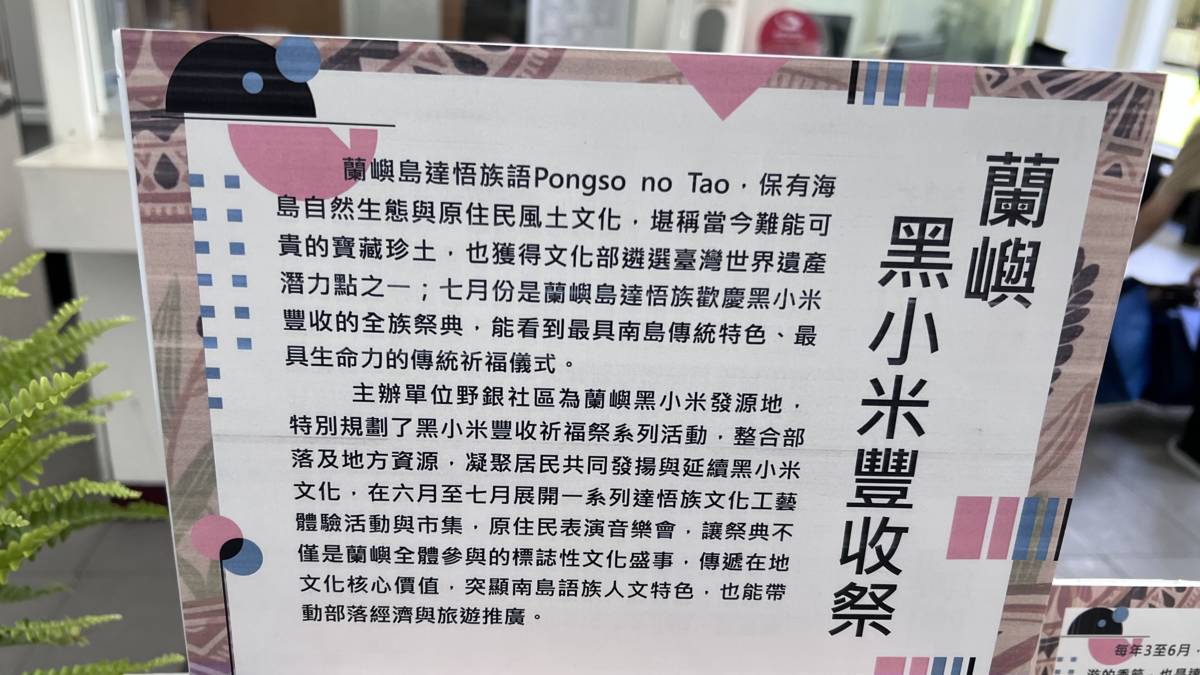 蘭嶼
黑小米豐收祭
蘭嶼島達悟族語Pongso no Tao，保有海
島自然生態與原住民風土文化，堪稱當今難能可
貴的寶藏珍土，也獲得文化部遴選臺灣世界遺產
潛力點之一；七月份是蘭嶼島達悟族歡慶黑小米
豐收的全族祭典，能看到最具南島傳統特色、最
具生命力的傳統祈福儀式。
主辦單位野銀社區為蘭嶼黑小米發源地，
特別規劃了黑小米豐收祈福祭系列活動，整合部
落及地方資源，凝聚居民共同發揚與延續黑小米
文化，在六月至七月展開一系列達悟族文化工藝
體驗活動與市集，原住民表演音樂會，讓祭典不
僅是蘭嶼全體參與的標誌性文化盛事，傳遞在地
文化核心價值，突顯南島語族人文特色，也能帶
動部落經濟與旅遊推廣。
每年3至6月，